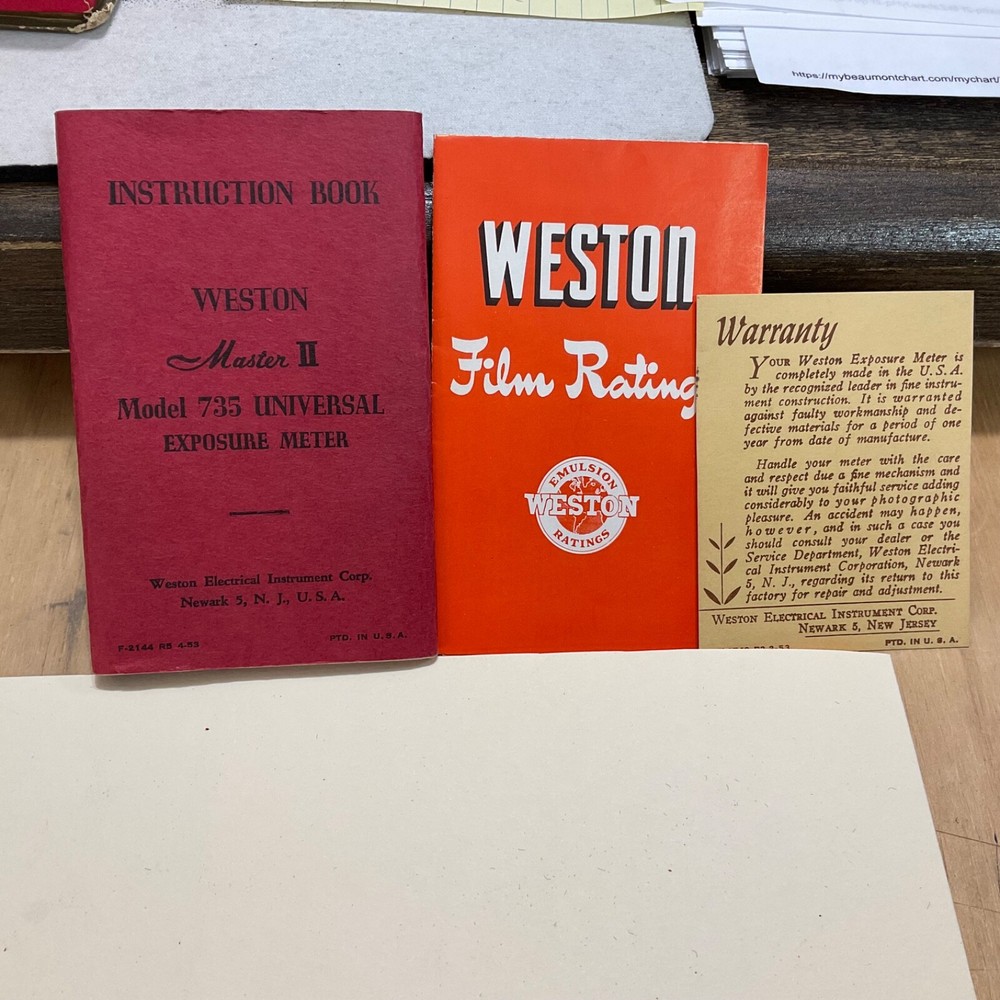 https://mybeaumontchart.com/mychart/
INSTRUCTION BOOK
WESTON
Master II
Model 735 UNIVERSAL
EXPOSURE METER
Weston Electrical Instrument Corp.
Newark 5, N. J., U. S. A.
F-2144 R5 4-53
PTD. IN U. S. A.
WESTON
Film Rating
EMULSION
WESTON
RATINGS
Warranty
YOUR Weston Exposure Meter is
completely made in the U. S. A.
by the recognized leader in fine instru-
ment construction. It is warranted
against faulty workmanship and de-
fective materials for a period of one
year from date of manufacture.
Handle your meter with the care
and respect due a fine mechanism and
it will give you faithful service adding
considerably to your photographic
pleasure. An accident may happen,
however, and in such a case you
should consult your dealer or the
Service Department, Weston Electri-
cal Instrument Corporation, Newark
5, N. J., regarding its return to this
factory for repair and adjustment.
WESTON ELECTRICAL INSTRUMENT CORP.
NEWARK 5, NEW JERSEY
PTD. IN U. S. A.